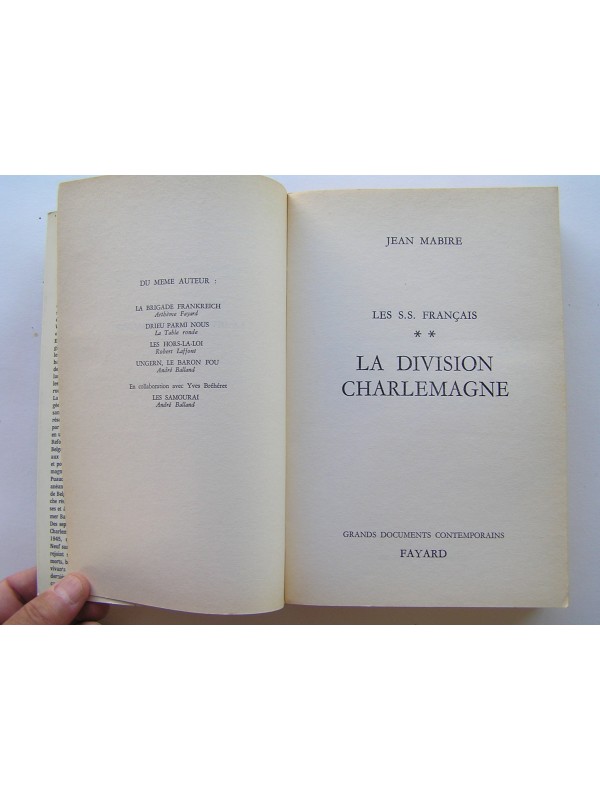 DU MEME AUTEUR :
LA BRIGADE FRANKREICH
Arthème Fayard
DRIEU PARMI NOUS
La Table ronde
LES HORS-LA-LOI
Robert Laffont
UNGERN, LE BARON FOU
André Balland
En collaboration avec Yves Bréhéret
LES SAMOURAI
André Balland
JEAN MABIRE
LES S.S. FRANÇAIS
* *
LA DIVISION
CHARLEMAGNE
GRANDS DOCUMENTS CONTEMPORAINS
FAYARD